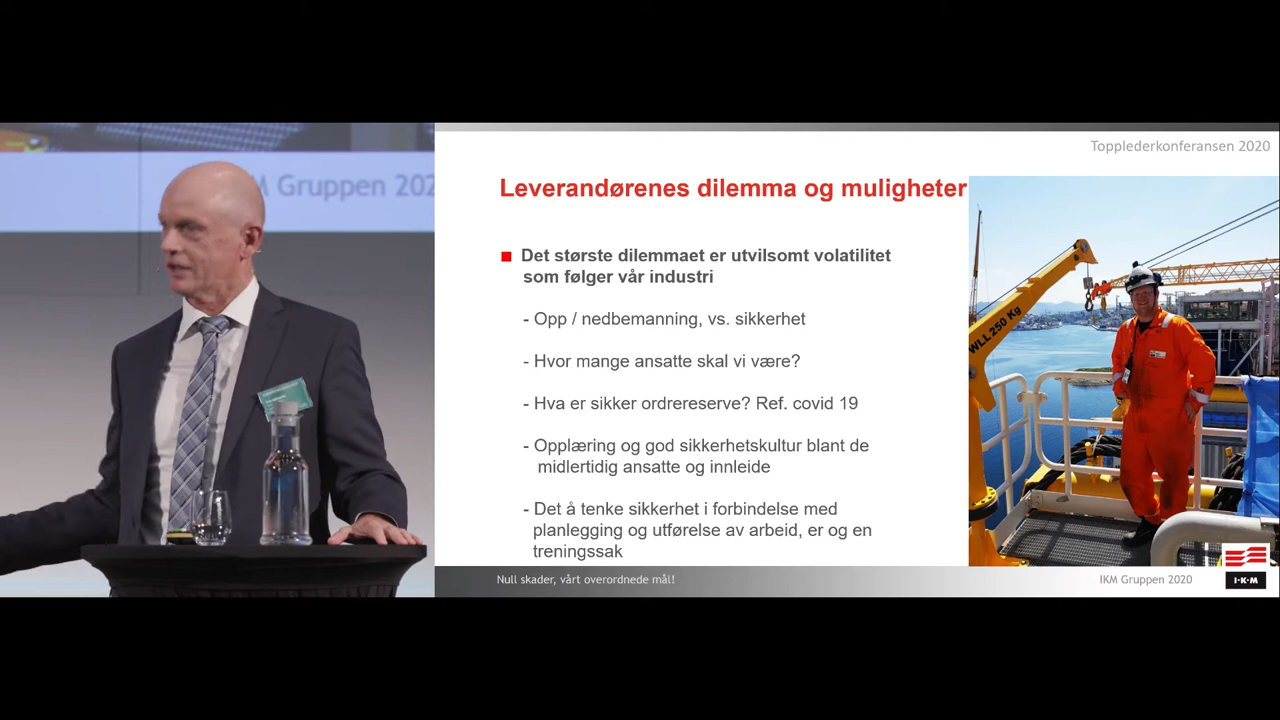 M Gruppen 202
Topplederkonferansen 2020
Leverandørenes dilemma og muligheter
Det største dilemmaet er utvilsomt volatilitet
som følger vår industri
- Opp / nedbemanning, vs. sikkerhet
- Hvor mange ansatte skal vi være?
- Hva er sikker ordrereserve? Ref. covid 19
- Opplæring og god sikkerhetskultur blant de
midlertidig ansatte og innleide
- Det å tenke sikkerhet i forbindelse med
planlegging og utførelse av arbeid, er og en
treningssak
WLL 250 Kg
Null skader, vårt overordnede mål!
IKM Gruppen 2020
I·K·M